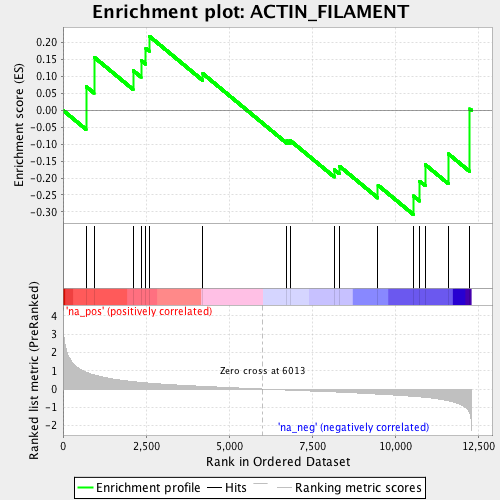 Enrichment plot: ACTIN_FILAMENT
Enrichment score (ES)
0.20
0.15
0.10
0.05
0.00
-0.05
-0.10
-0.15
-0.20
-0.25
-0.30
'na_pos' (positively correlated)
Ranked list metric (PreRanked)
4
3
2
1
0
-1
-2
Zero cross at 6013
'na_neg' (negatively correlated)
0
2,500
5,000
7,500
10,000
12,500
Rank in Ordered Dataset
Enrichment profile
Hits
Ranking metric scores